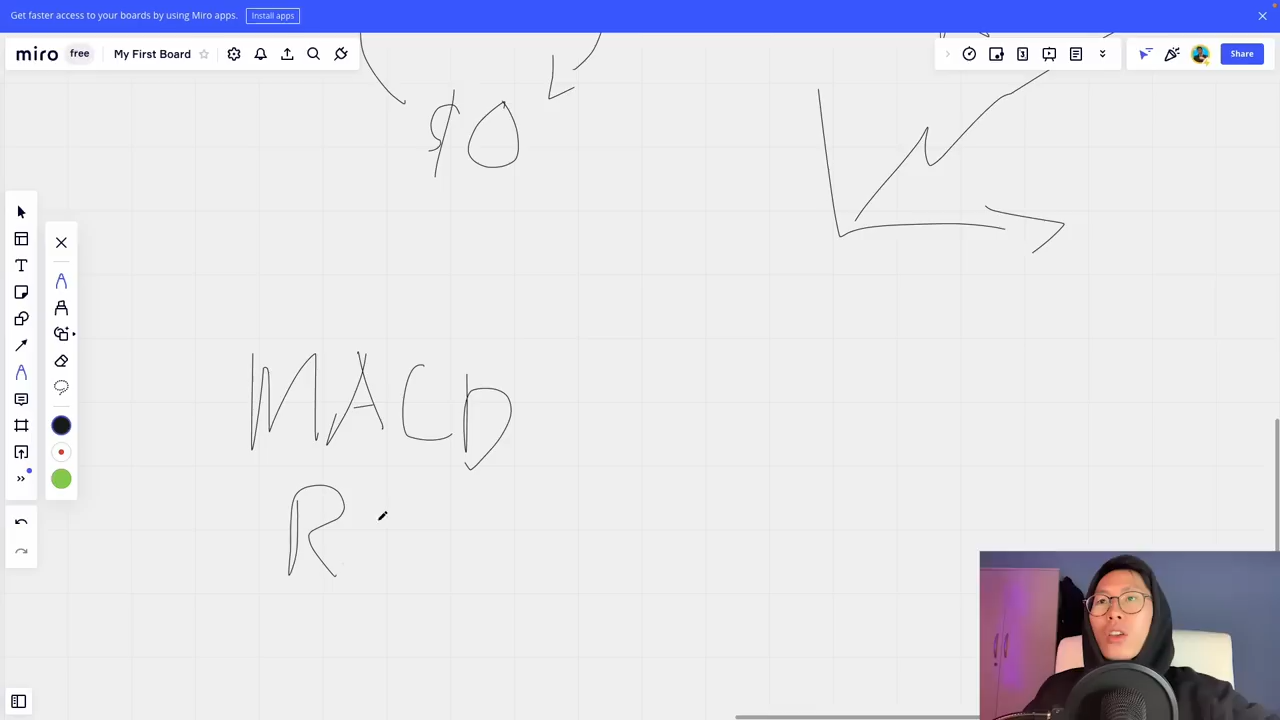 Get faster access to your boards by using Miro apps. Install apps
miro free My First Board
3
Share
$0
MACD
R